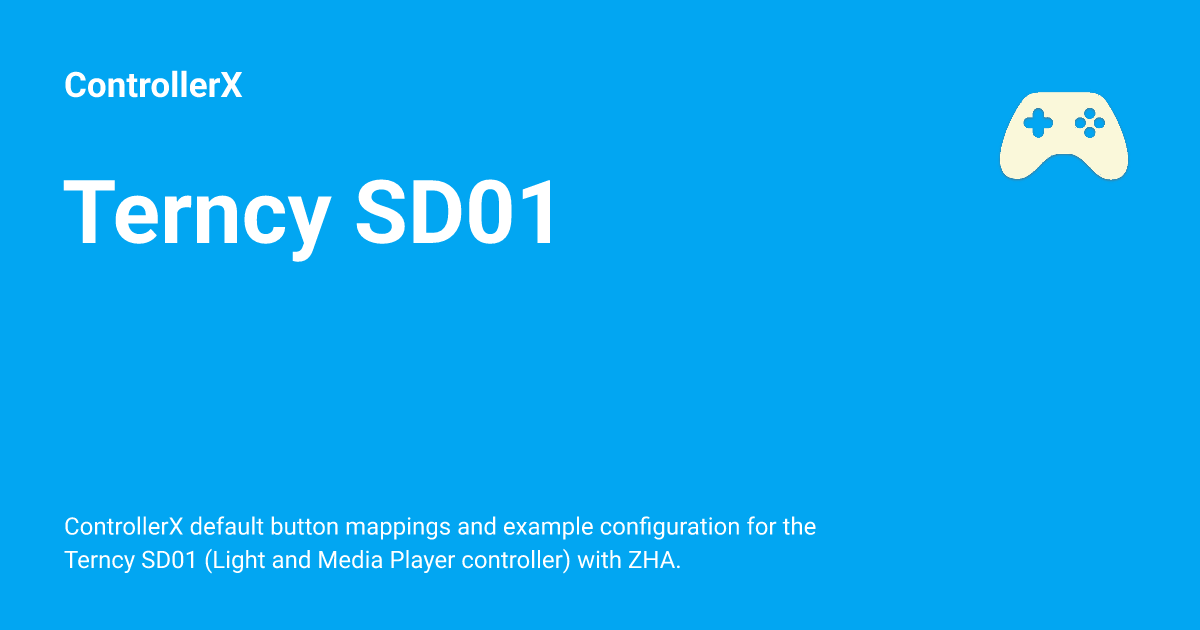 ControllerX
Terncy SD01
ControllerX default button mappings and example configuration for the
Terncy SD01 (Light and Media Player controller) with ZHA.